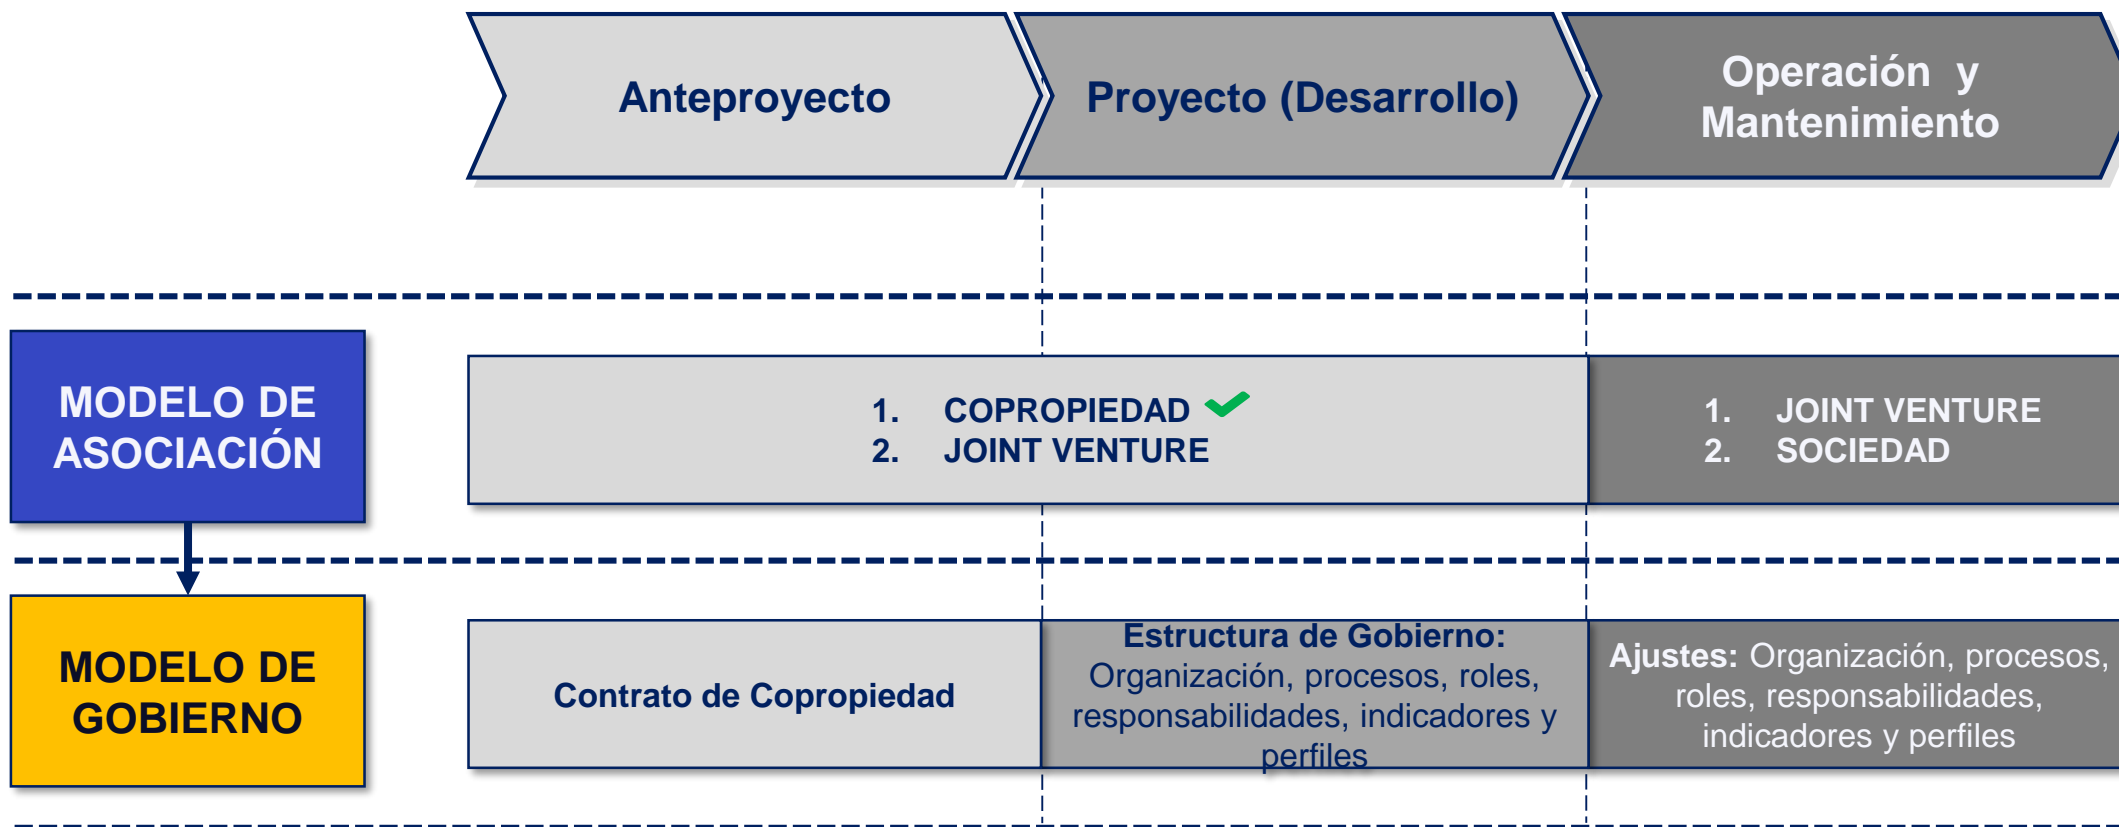 Anteproyecto
Proyecto (Desarrollo)
Operación y
Mantenimiento
MODELO DE
ASOCIACIÓN
1. COPROPIEDAD
2. JOINT VENTURE
1. JOINT VENTURE
2. SOCIEDAD
MODELO DE
GOBIERNO
Contrato de Copropiedad
Estructura de Gobierno:
Organización, procesos, roles,
responsabilidades, indicadores y
perfiles
Ajustes: Organización, procesos,
roles, responsabilidades,
indicadores y perfiles